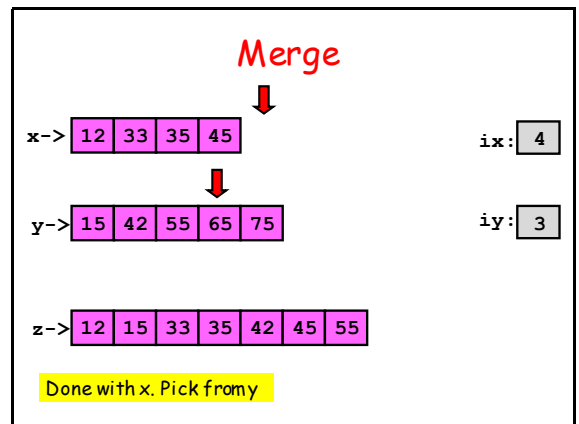 Merge
x-> 12 33 35 45 ix: 4
y-> 15 42 55 65 75 iy: 3
z-> 12 15 33 35 42 45 55
Done with x. Pick fromy